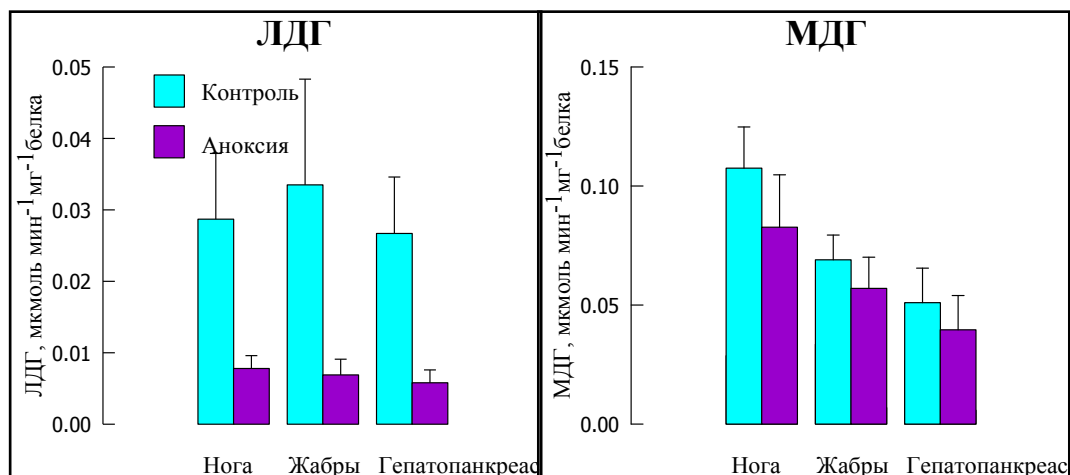 ЛДГ
ЛДГ, мкмоль мин-1мг-1белка
0.05
0.04
0.03
0.02
0.01
0.00
Контроль
Аноксия
Нога Жабры Гепатопанкреас
МДГ
МДГ, мкмоль мин-1мг-1белка
0.15
0.10
0.05
0.00
Нога Жабры Гепатопанкреас